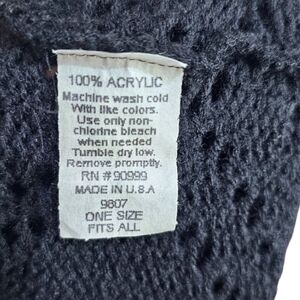 100% ACRYLIC
Machine wash cold
With like colors.
Use only non-
chlorine bleach
when needed
Tumble dry low.
Remove promptly.
RN #90999
MADE IN U.S.A
9807
ONE SIZE
FITS ALL